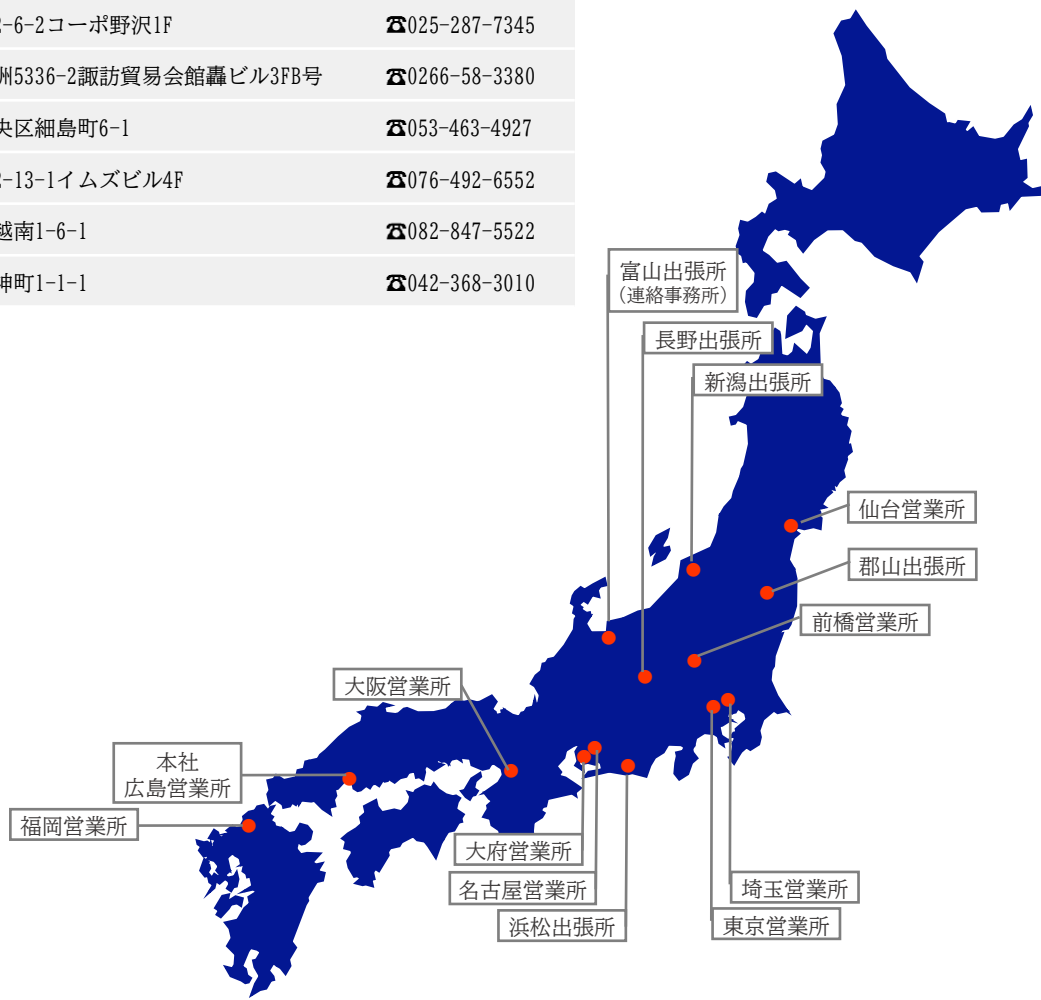 2-6-2コーポ野沢1F ☎025-287-7345
州5336-2諏訪貿易会館轟ビル3FB号 ☎0266-58-3380
央区細島町6-1 ☎053-463-4927
2-13-1イムズビル4F ☎076-492-6552
越南1-6-1 ☎082-847-5522
神町1-1-1 ☎042-368-3010
富山出張所
（連絡事務所）
長野出張所
新潟出張所
仙台営業所
郡山出張所
前橋営業所
大阪営業所
本社
広島営業所
福岡営業所
大府営業所
名古屋営業所
浜松出張所
埼玉営業所
東京営業所